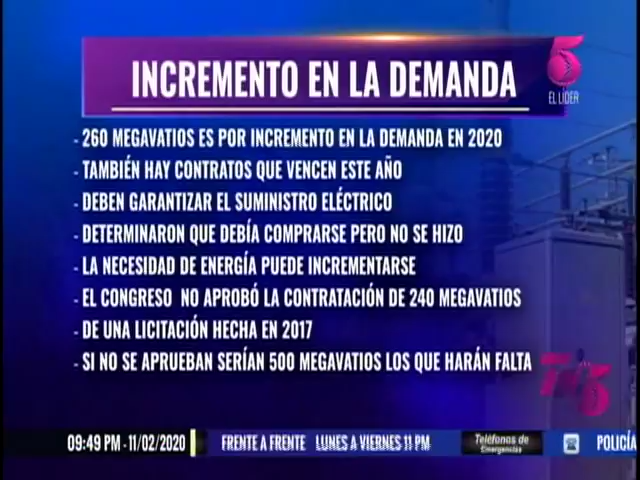 INCREMENTO EN LA DEMANDA
5
EL LÍDER
- 260 MEGAVATIOS ES POR INCREMENTO EN LA DEMANDA EN 2020
- TAMBIÉN HAY CONTRATOS QUE VENCEN ESTE AÑO
- DEBEN GARANTIZAR EL SUMINISTRO ELÉCTRICO
- DETERMINARON QUE DEBÍA COMPRARSE PERO NO SE HIZO
- LA NECESIDAD DE ENERGÍA PUEDE INCREMENTARSE
- EL CONGRESO NO APROBÓ LA CONTRATACIÓN DE 240 MEGAVATIOS
- DE UNA LICITACIÓN HECHA EN 2017
- SI NO SE APRUEBAN SERÍAN 500 MEGAVATIOS LOS QUE HARÁN FALTA
09:49 PM - 11/02/2020 FRENTE A FRENTE LUNES A VIERNES 11 PM Teléfonos de Emergencias POLICÍA